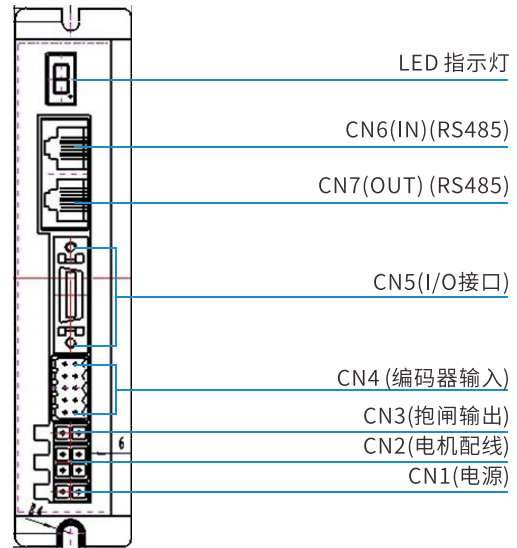 LED 指示灯
CN6(IN)(RS485)
CN7(OUT) (RS485)
CN5(I/O接口)
CN4 (编码器输入)
CN3(抱闸输出)
6
CN2(电机配线)
CN1(电源)